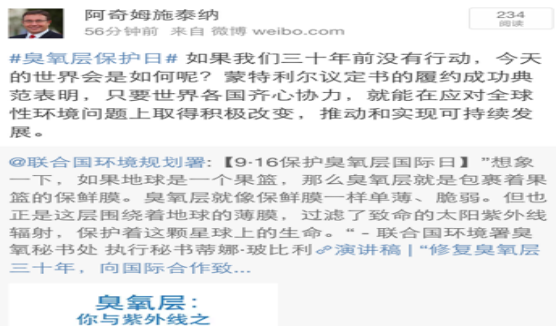 阿奇姆施泰纳
56分钟前 来自 微博 weibo.com
234
阅读
#臭氧层保护日# 如果我们三十年前没有行动，今天
的世界会是如何呢？蒙特利尔议定书的履约成功典
范表明，只要世界各国齐心协力，就能在应对全球
性环境问题上取得积极改变，推动和实现可持续发
展。
@联合国环境规划署:【9·16保护臭氧层国际日】"想象
一下，如果地球是一个果篮，那么臭氧层就是包裹着果
篮的保鲜膜。臭氧层就像保鲜膜一样单薄、脆弱。但也
正是这层围绕着地球的薄膜，过滤了致命的太阳紫外线
辐射，保护着这颗星球上的生命。“ - 联合国环境署臭
氧秘书处 执行秘书蒂娜·玻比利 演讲稿 | “修复臭氧层
三十年，向国际合作致...
臭氧层：
你与紫外线之